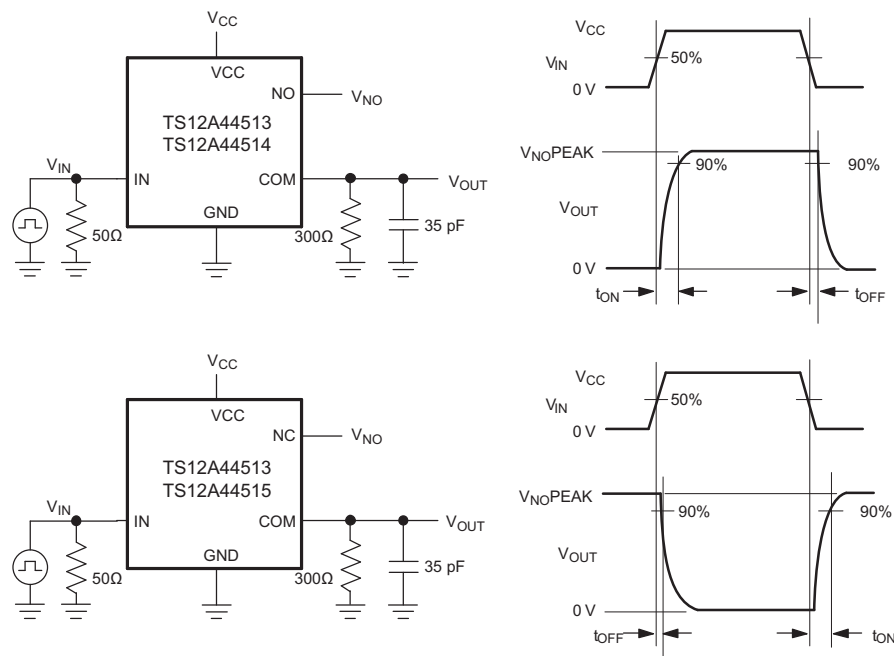 VCC
VCC
NO
VNO
TS12A44513
TS12A44514
VIN
IN
COM
VOUT
GND
50Ω
300Ω
35 pF
VCC
VIN
50%
0 V
VNOPEAK
90%
90%
VOUT
0 V
tON
tOFF
VCC
VCC
NC
VNO
TS12A44513
TS12A44515
VIN
IN
COM
VOUT
GND
50Ω
300Ω
35 pF
VCC
VIN
50%
0 V
VNOPEAK
90%
90%
VOUT
0 V
tOFF
tON